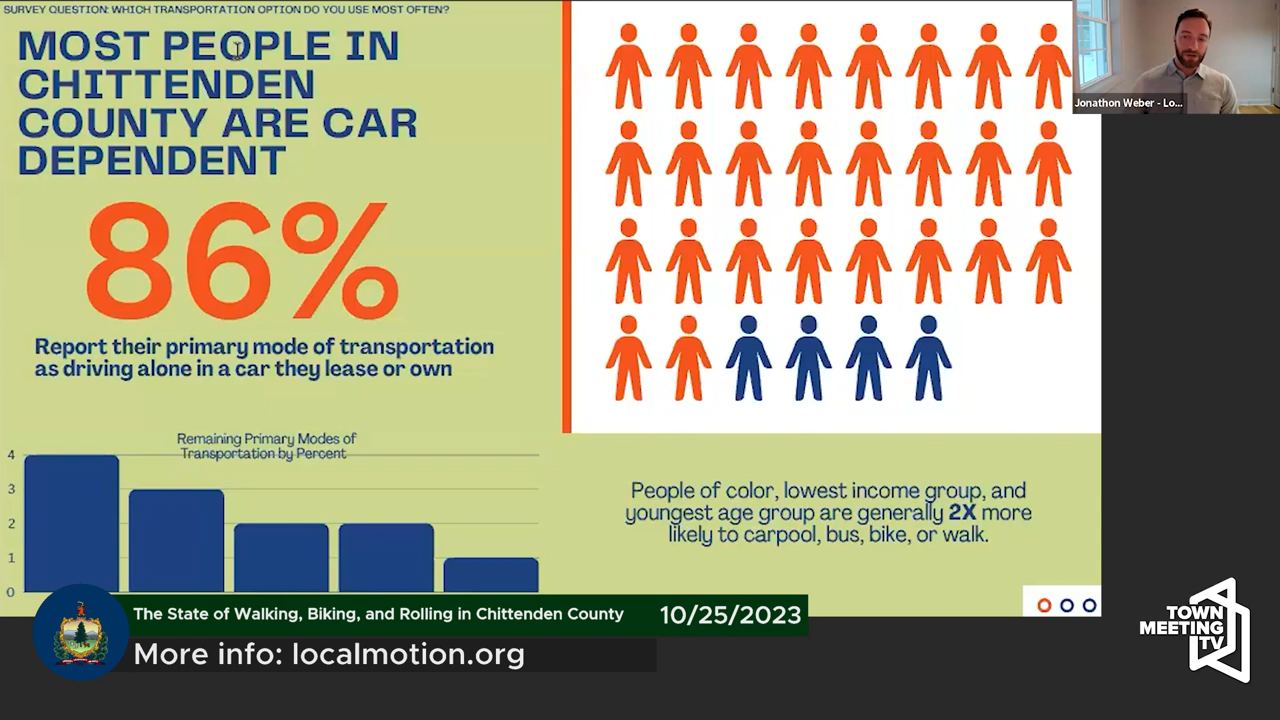 SURVEY QUESTION: WHICH TRANSPORTATION OPTION DO YOU USE MOST OFTEN?
MOST PEOPLE IN
CHITTENDEN
COUNTY ARE CAR
DEPENDENT
86%
Report their primary mode of transportation
as driving alone in a car they lease or own
Remaining Primary Modes of
Transportation by Percent
4
3
2
1
0
Jonathon Weber - Lo...
People of color, lowest income group, and
youngest age group are generally 2X more
likely to carpool, bus, bike, or walk.
The State of Walking, Biking, and Rolling in Chittenden County
10/25/2023
More info: localmotion.org
TOWN
MEETING
TV